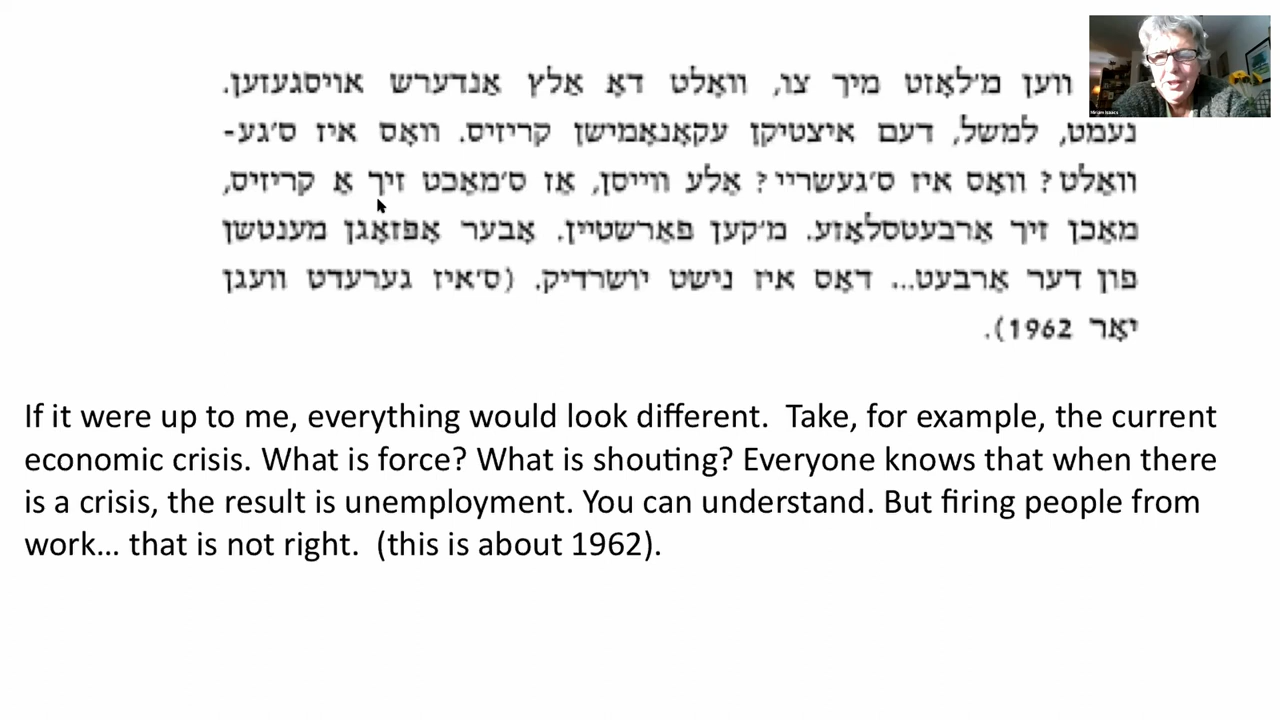 ווען מ'לאָזט מיך צו, וואָלט דאָ אַלץ אַנדערש אויסגעזען.
נעמט, למשל, דעם איצטיקן עקאָנאָמישן קריזיס. וואָס איז ס'גע-
וואַלט? וואָס איז ס'געשריי? אַלע ווייסן, אַז ס'מאַכט זיך אַ קריזיס,
מאַכן זיך אַרבעטסלאָזע. מ'קען פאַרשטיין. אָבער אָפּזאָגן מענטשן
פון דער אַרבעט... דאָס איז נישט יושרדיק. (ס'איז גערעדט וועגן
יאָר 1962).
If it were up to me, everything would look different. Take, for example, the current
economic crisis. What is force? What is shouting? Everyone knows that when there
is a crisis, the result is unemployment. You can understand. But firing people from
work... that is not right. (this is about 1962).
Miriam Isaacs